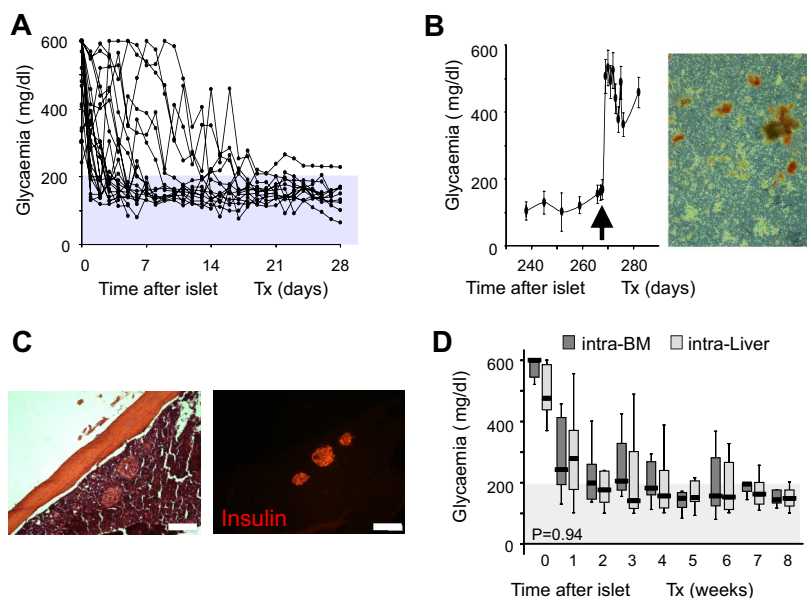 A
Glycaemia ( mg/dl)
600
400
200
0
0 7 14 21 28
Time after islet Tx (days)
B
Glycaemia ( mg/dl)
600
400
200
0
240 260 280
Time after islet Tx (days)
C
Insulin
D
intra-BM intra-Liver
Glycaemia ( mg/dl)
600
400
200
600
P=0.94
0 1 2 3 4 5 6 7 8
Time after islet Tx (weeks)